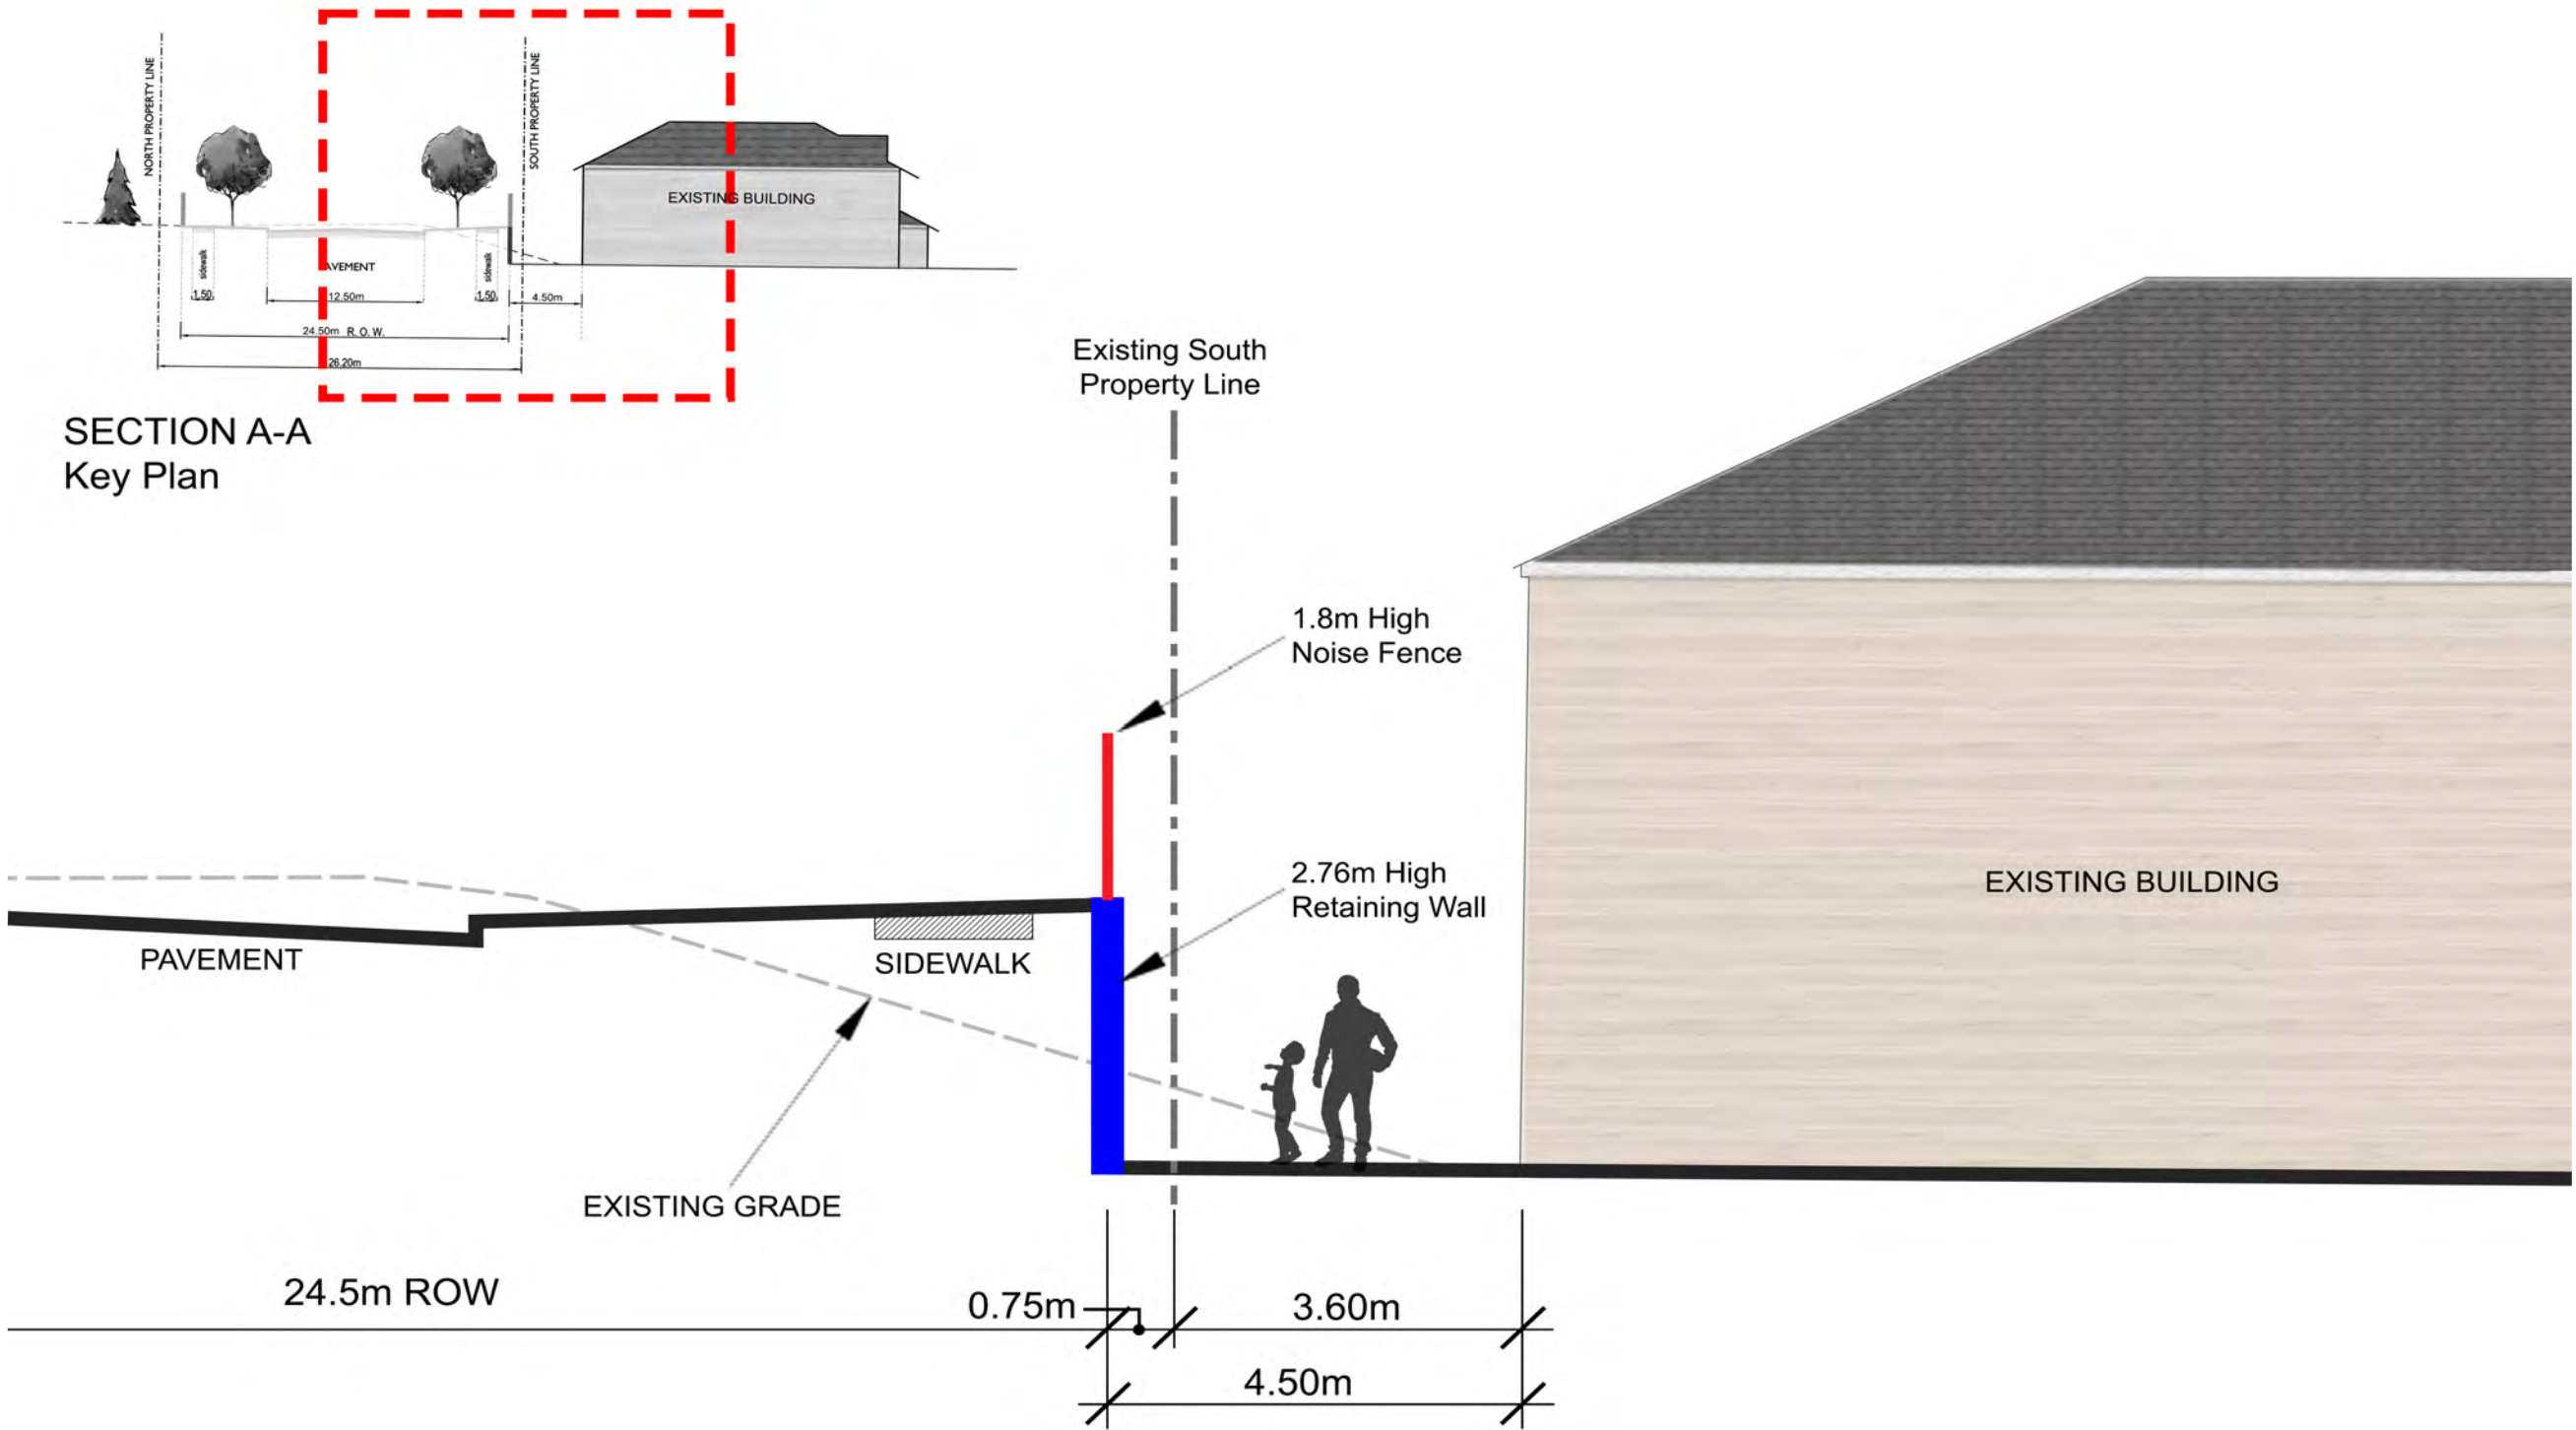 NORTH PROPERTY LINE
SOUTH PROPERTY LINE
EXISTING BUILDING
sidewalk
AVEMENT
sidewalk
1.50
12.50m
1.50
4.50m
24.50m R. O. W.
26.20m
SECTION A-A
Key Plan
Existing South
Property Line
1.8m High
Noise Fence
2.76m High
Retaining Wall
EXISTING BUILDING
PAVEMENT
SIDEWALK
EXISTING GRADE
24.5m ROW
0.75m
3.60m
4.50m